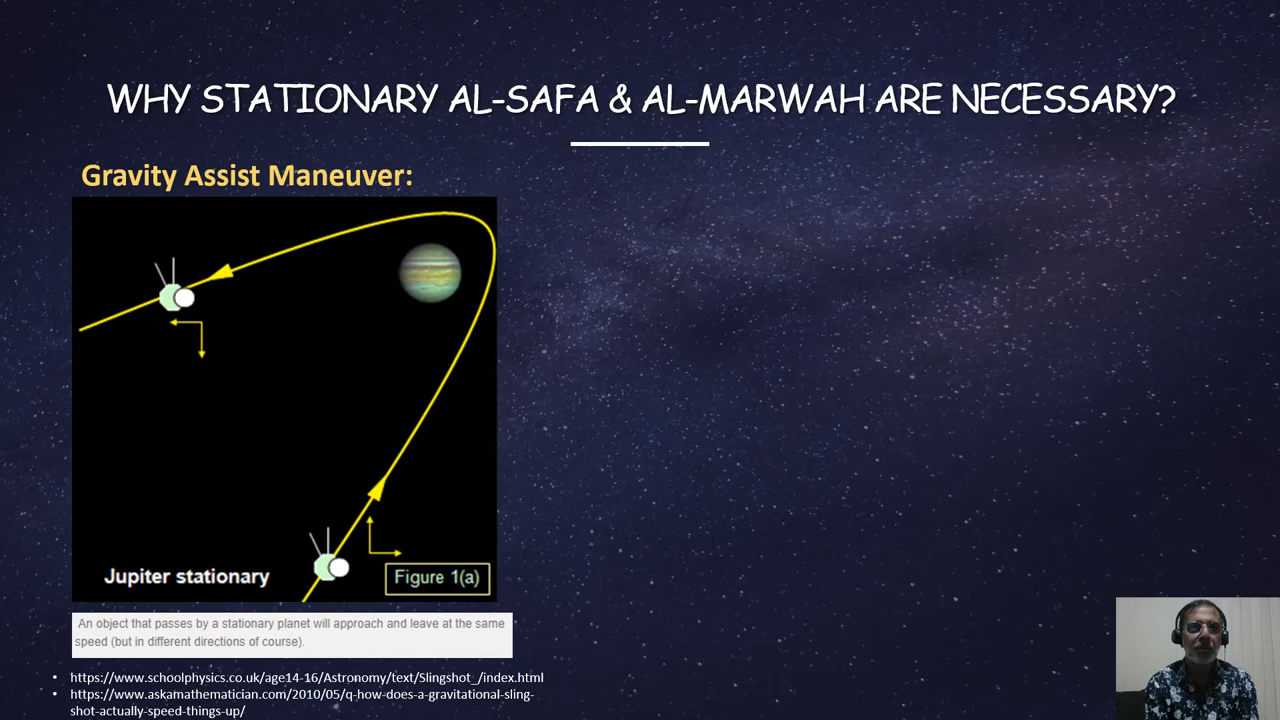 WHY STATIONARY AL-SAFA & AL-MARWAH ARE NECESSARY?
Gravity Assist Maneuver:
Jupiter stationary
Figure 1(a)
An object that passes by a stationary planet will approach and leave at the same
speed (but in different directions of course).
• https://www.schoolphysics.co.uk/age14-16/Astronomy/text/Slingshot_/index.html
• https://www.askamathematician.com/2010/05/q-how-does-a-gravitational-sling-
shot-actually-speed-things-up/